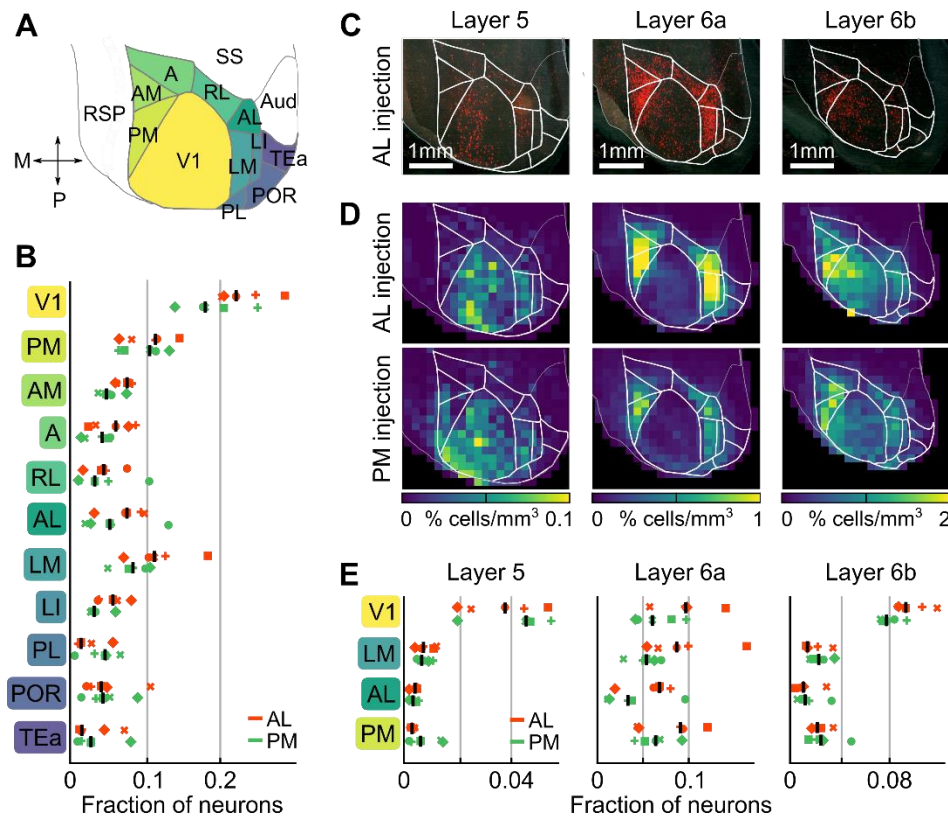 A
SS
A
RL
Aud
AM
RSP
AL
PM
LI
TEa
V1
LM
M
POR
P
PL
B
V1
PM
AM
A
RL
AL
LM
LI
PL
POR
TEa
AL
PM
0 0.1 0.2
Fraction of neurons
C
Layer 5 Layer 6a Layer 6b
AL injection
1mm 1mm 1mm
D
AL injection
PM injection
0 % cells/mm³ 0.1 0 % cells/mm³ 1 0 % cells/mm³ 2
E
Layer 5 Layer 6a Layer 6b
V1
LM
AL
PM
AL
PM
0 0.04 0 0.1 0 0.08
Fraction of neurons